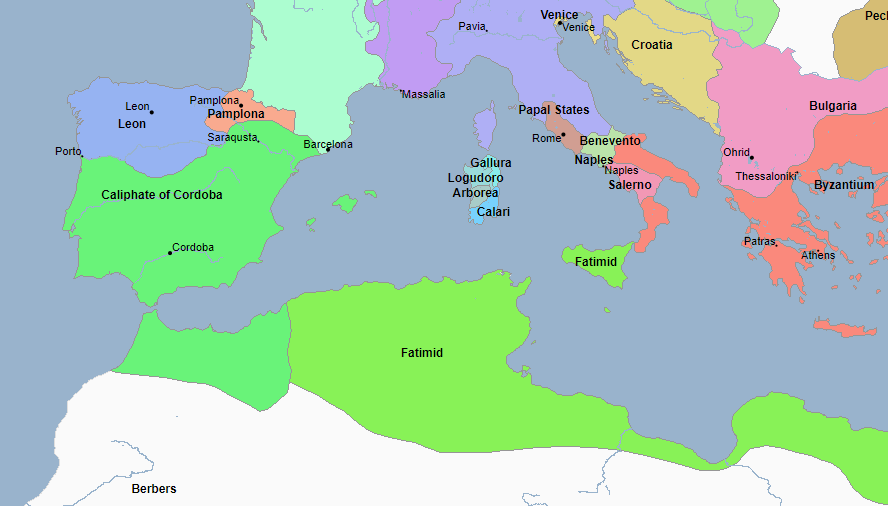 Pech
Venice
Venice
Pavia
Croatia
Massalia
Pamplona
Leon
Leon
Pamplona
Papal States
Bulgaria
Rome
Saraqusta
Benevento
Barcelona
Porto
Ohrid
Naples
Gallura
Naples
Thessaloniki
Logudoro
Salerno
Byzantium
Caliphate of Cordoba
Arborea
Calari
Cordoba
Patras
Athens
Fatimid
Fatimid
Berbers